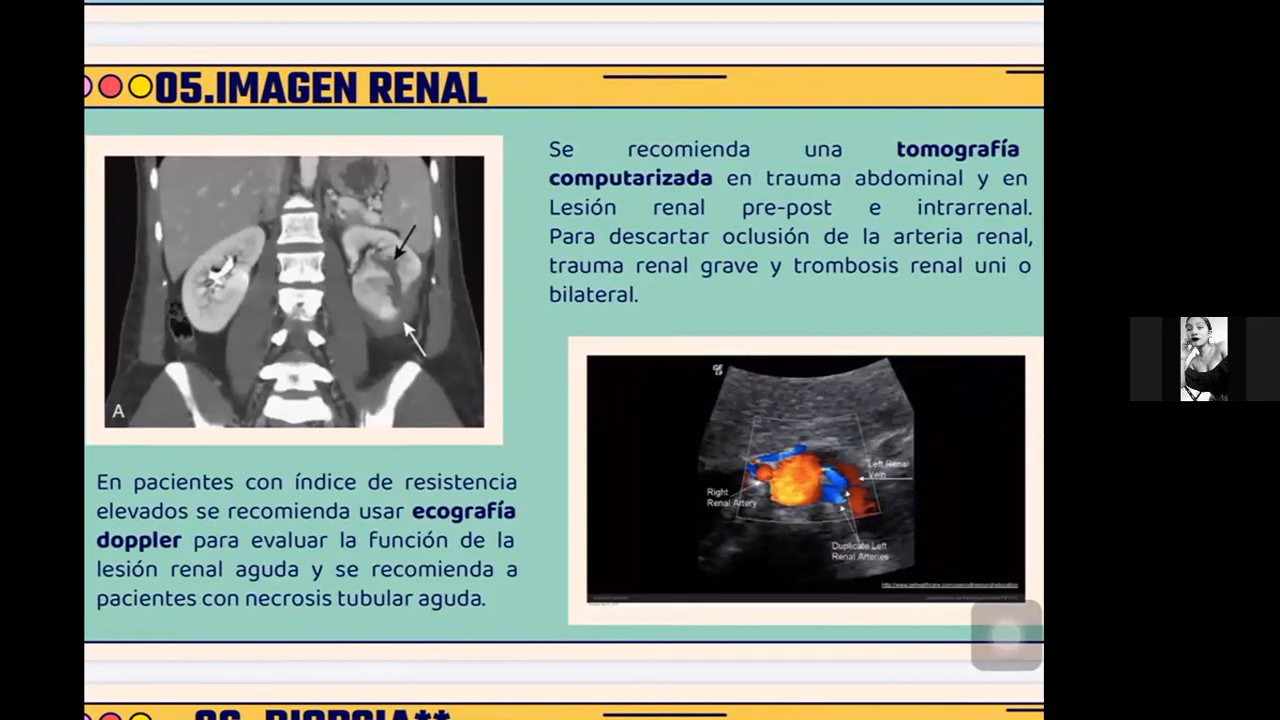 05.IMAGEN RENAL
Se recomienda una tomografía
computarizada en trauma abdominal y en
Lesión renal pre-post e intrarrenal.
Para descartar oclusión de la arteria renal,
trauma renal grave y trombosis renal uni o
bilateral.
A
En pacientes con índice de resistencia
elevados se recomienda usar ecografía
doppler para evaluar la función de la
lesión renal aguda y se recomienda a
pacientes con necrosis tubular aguda.
Left Renal
Vein
Right
Renal Artery
Duplicate Left
Renal Arteries